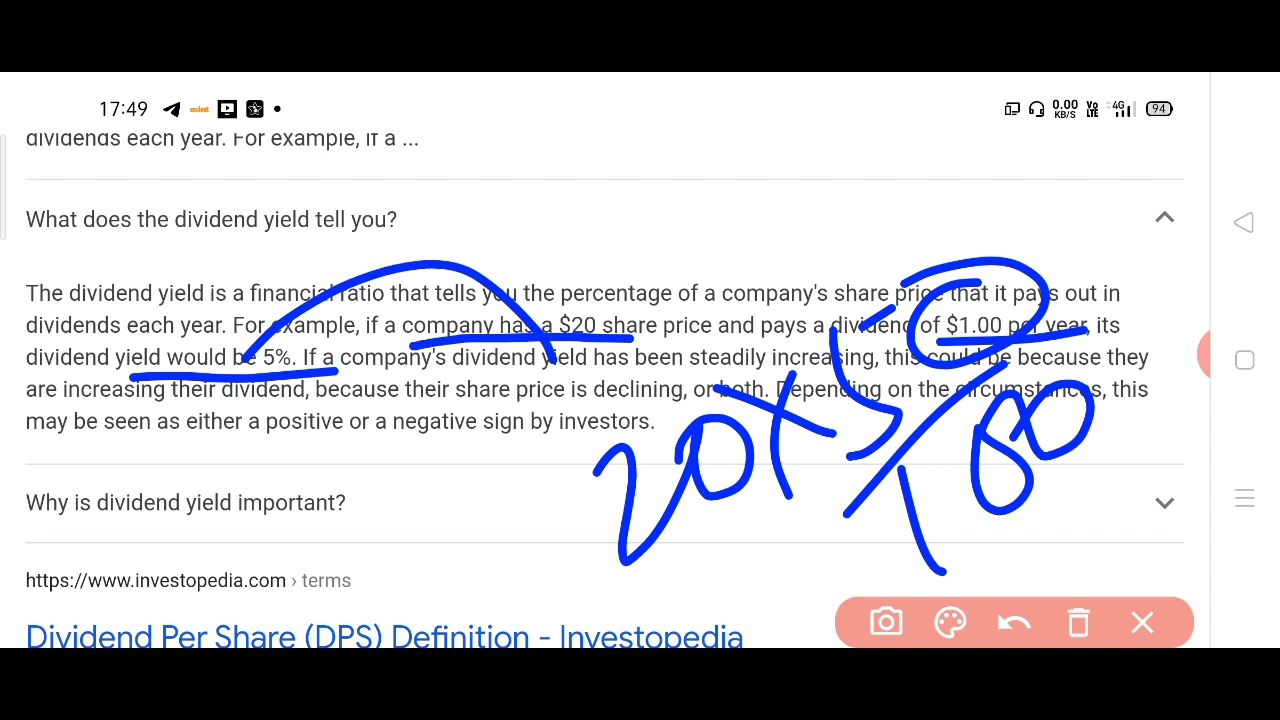 17:49 mint 0.00 KB/S Vo LTE 4G 94
dividends each year. For example, if a ...
What does the dividend yield tell you?
The dividend yield is a financial ratio that tells you the percentage of a company's share price that it pays out in
dividends each year. For example, if a company has a $20 share price and pays a dividend of $1.00 per year, its
dividend yield would be 5%. If a company's dividend yield has been steadily increasing, this could be because they
are increasing their dividend, because their share price is declining, or both. Depending on the circumstances, this
may be seen as either a positive or a negative sign by investors.
20 x 5/100
Why is dividend yield important?
https://www.investopedia.com › terms
Dividend Per Share (DPS) Definition - Investopedia